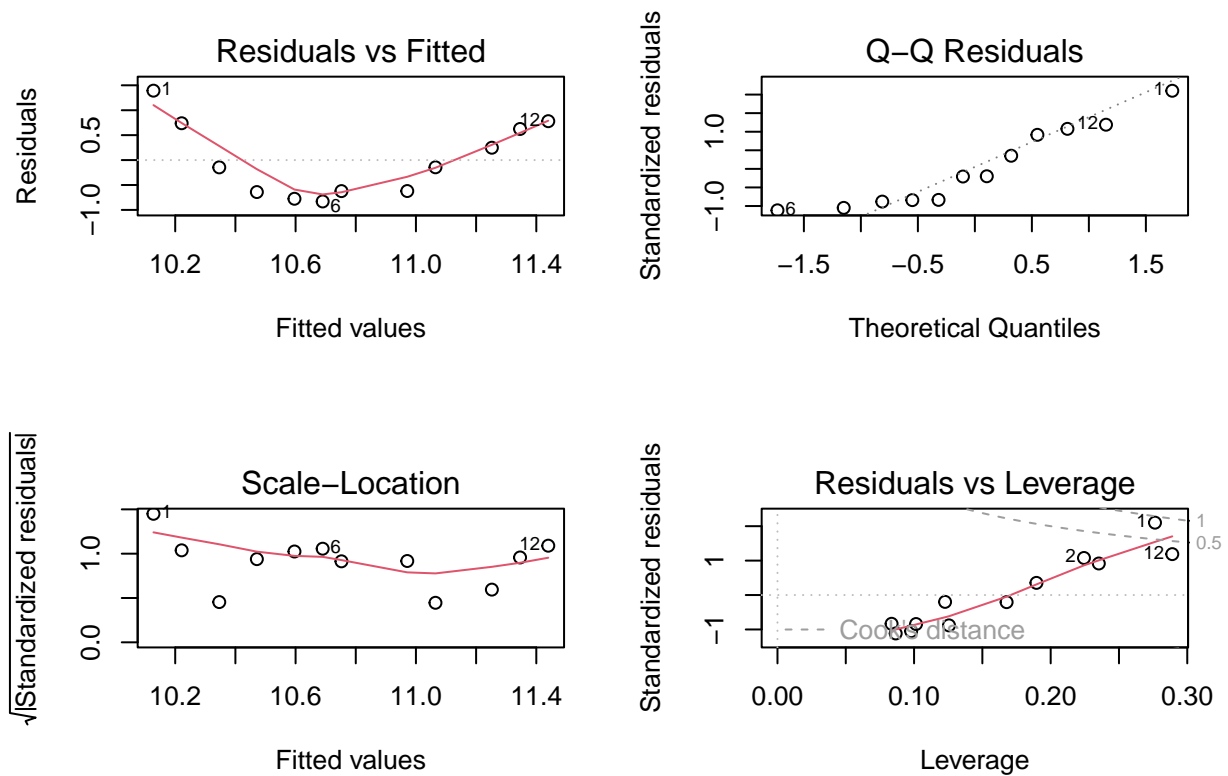 Residuals vs Fitted
Residuals
0.5
−1.0
1
6
12
10.2 10.6 11.0 11.4
Fitted values
Q−Q Residuals
Standardized residuals
1.0
−1.0
6
12
1
−1.5 −0.5 0.5 1.5
Theoretical Quantiles
Scale−Location
√|Standardized residuals|
1.0
0.0
1
6
12
10.2 10.6 11.0 11.4
Fitted values
Residuals vs Leverage
Standardized residuals
1
−1
1
2
12
1
0.5
Cook's distance
0.00 0.10 0.20 0.30
Leverage